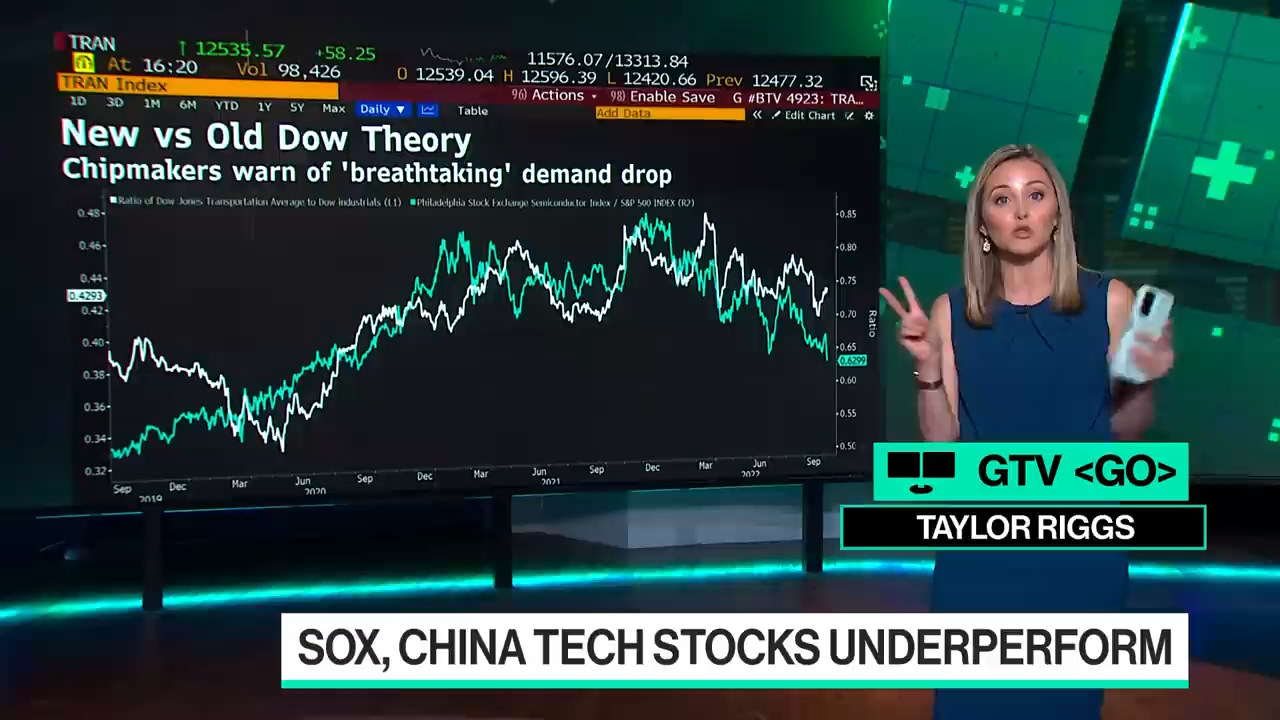 TRAN ↑ 12535.57 +58.25 11576.07/13313.84
At 16:20 Vol 98,426 O 12539.04 H 12596.39 L 12420.66 Prev 12477.32
TRAN Index 96) Actions 98) Enable Save G #BTV 4923: TRA...
1D 3D 1M 6M YTD 1Y 5Y Max Daily ▼ Table Add Data « Edit Chart
New vs Old Dow Theory
Chipmakers warn of 'breathtaking' demand drop
Ratio of Dow Jones Transportation Average to Dow industrials (L1) Philadelphia Stock Exchange Semiconductor Index / S&P 500 INDEX (R2)
0.48
0.46
0.44
0.4293
0.42
0.40
0.38
0.36
0.34
0.32
0.85
0.80
0.75
0.70
0.65
0.6299
0.60
0.55
0.50
Ratio
Sep Dec Mar Jun Sep Dec Mar Jun Sep Dec Mar Jun Sep
2019 2020 2021 2022
GTV <GO>
TAYLOR RIGGS
SOX, CHINA TECH STOCKS UNDERPERFORM